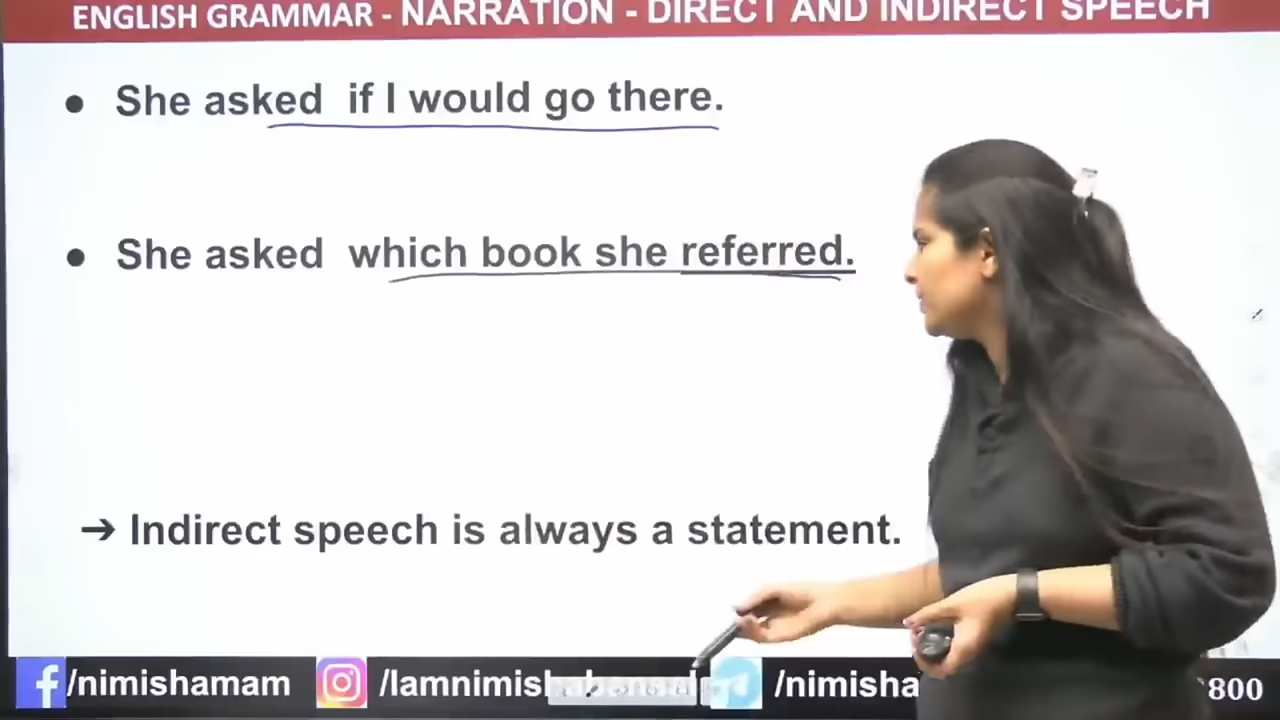 ENGLISH GRAMMAR - NARRATION - DIRECT AND INDIRECT SPEECH
● She asked if I would go there.
● She asked which book she referred.
➔ Indirect speech is always a statement.
/nimishamam /Iamnimishabansal /nimisha 800